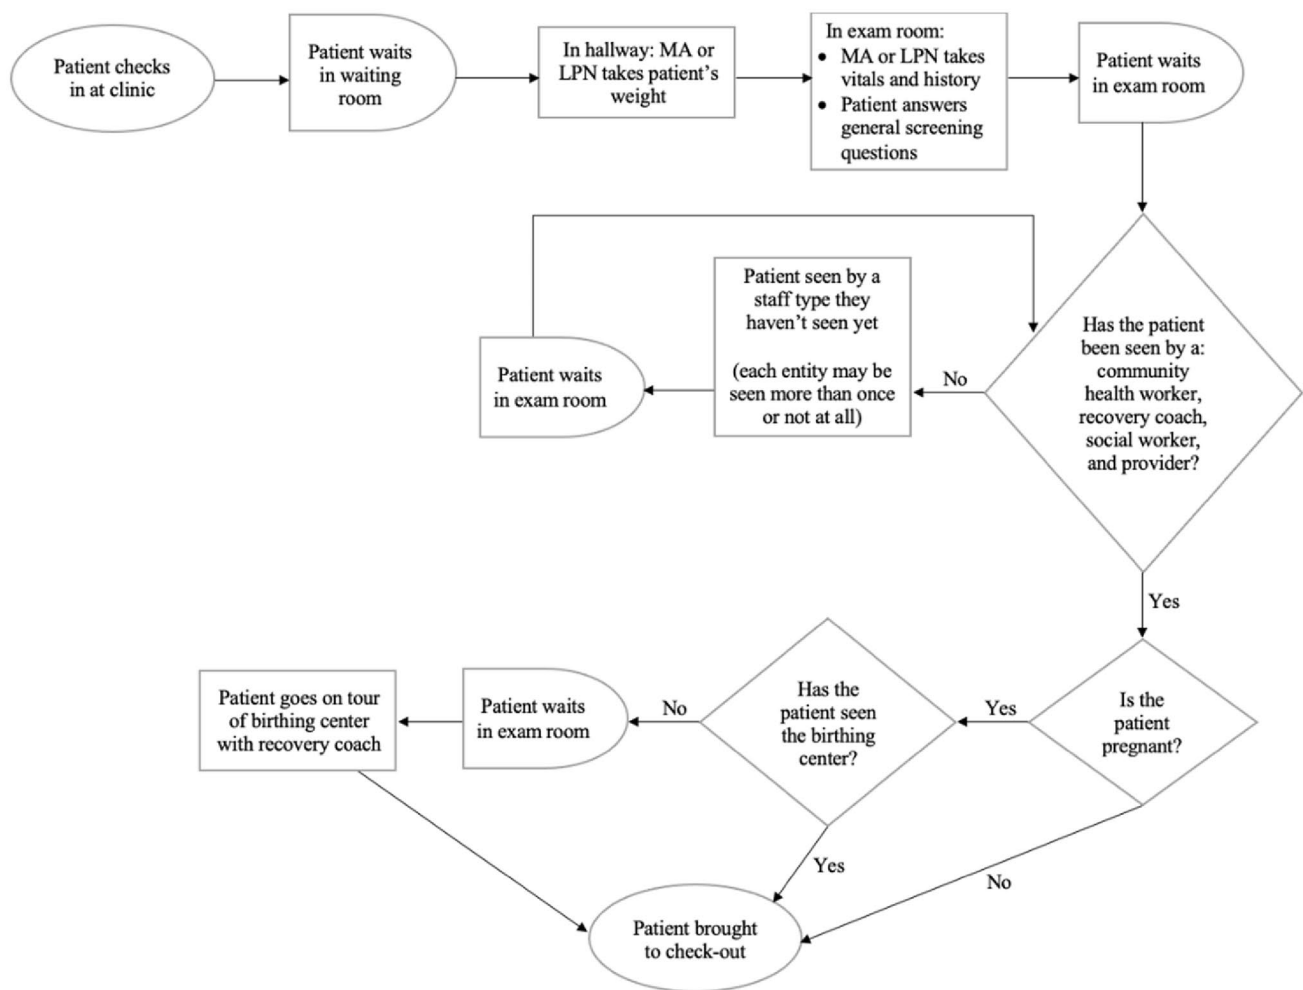 Patient checks
in at clinic
Patient waits
in waiting
room
In hallway: MA or
LPN takes patient's
weight
In exam room:
• MA or LPN takes
vitals and history
• Patient answers
general screening
questions
Patient waits
in exam room
Has the patient
been seen by a:
community
health worker,
recovery coach,
social worker,
and provider?
No
Patient seen by a
staff type they
haven't seen yet
(each entity may be
seen more than once
or not at all)
Patient waits
in exam room
Yes
Is the
patient
pregnant?
Yes
Has the
patient seen
the birthing
center?
No
Patient waits
in exam room
Patient goes on tour
of birthing center
with recovery coach
Yes
No
Patient brought
to check-out